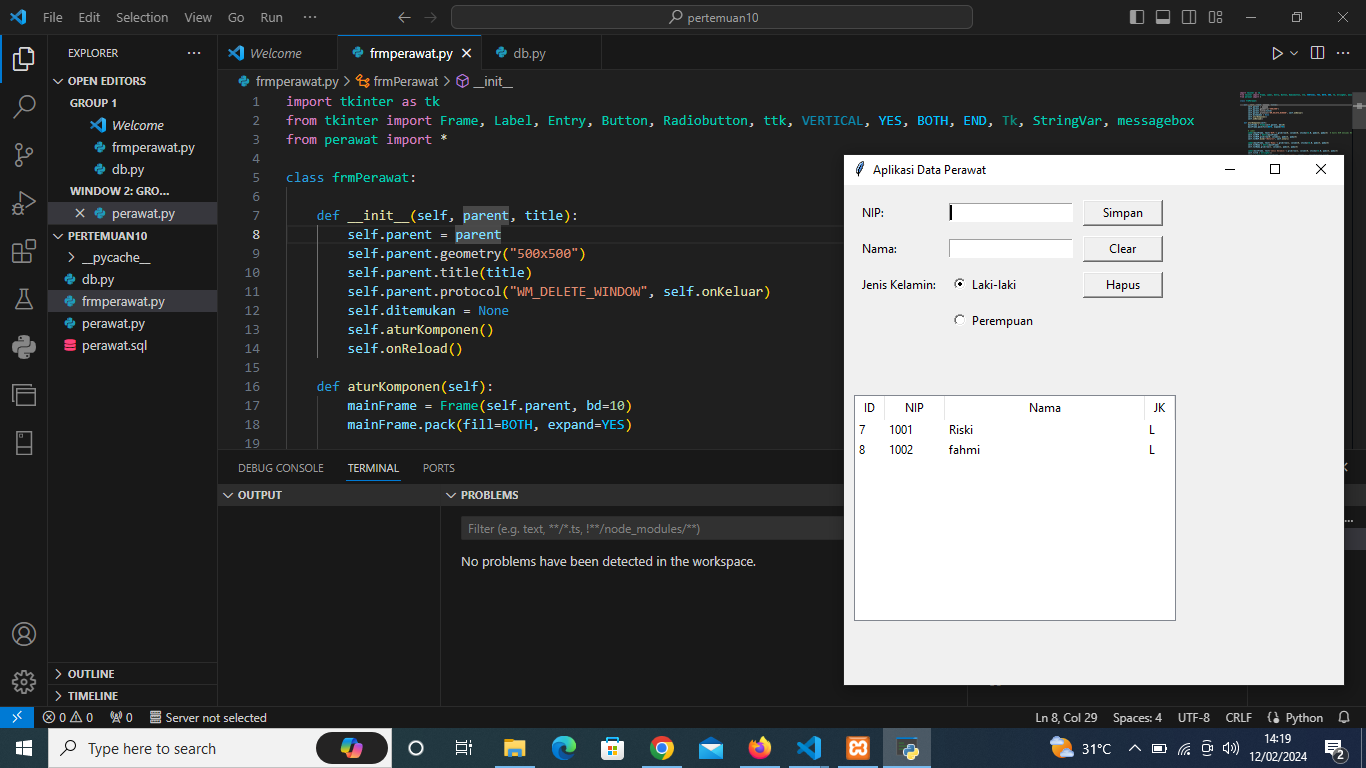 File Edit Selection View Go Run ··· pertemuan10
EXPLORER ···
OPEN EDITORS
GROUP 1
Welcome
frmperawat.py
db.py
WINDOW 2: GRO...
perawat.py
PERTEMUAN10
__pycache__
db.py
frmperawat.py
perawat.py
perawat.sql
OUTLINE
TIMELINE
Welcome frmperawat.py db.py
frmperawat.py > frmPerawat > __init__
1 import tkinter as tk
2 from tkinter import Frame, Label, Entry, Button, Radiobutton, ttk, VERTICAL, YES, BOTH, END, Tk, StringVar, messagebox
3 from perawat import *
4
5 class frmPerawat:
6
7 def __init__(self, parent, title):
8 self.parent = parent
9 self.parent.geometry("500x500")
10 self.parent.title(title)
11 self.parent.protocol("WM_DELETE_WINDOW", self.onKeluar)
12 self.ditemukan = None
13 self.aturKomponen()
14 self.onReload()
15
16 def aturKomponen(self):
17 mainFrame = Frame(self.parent, bd=10)
18 mainFrame.pack(fill=BOTH, expand=YES)
19
DEBUG CONSOLE TERMINAL PORTS
OUTPUT PROBLEMS
Filter (e.g. text, **/*.ts, !**/node_modules/**)
No problems have been detected in the workspace.
Aplikasi Data Perawat
NIP: Simpan
Nama: Clear
Jenis Kelamin: Laki-laki Hapus
Perempuan
ID NIP Nama JK
7 1001 Riski L
8 1002 fahmi L
0 0 0 Server not selected Ln 8, Col 29 Spaces: 4 UTF-8 CRLF Python
Type here to search 31°C 14:19
12/02/2024 2